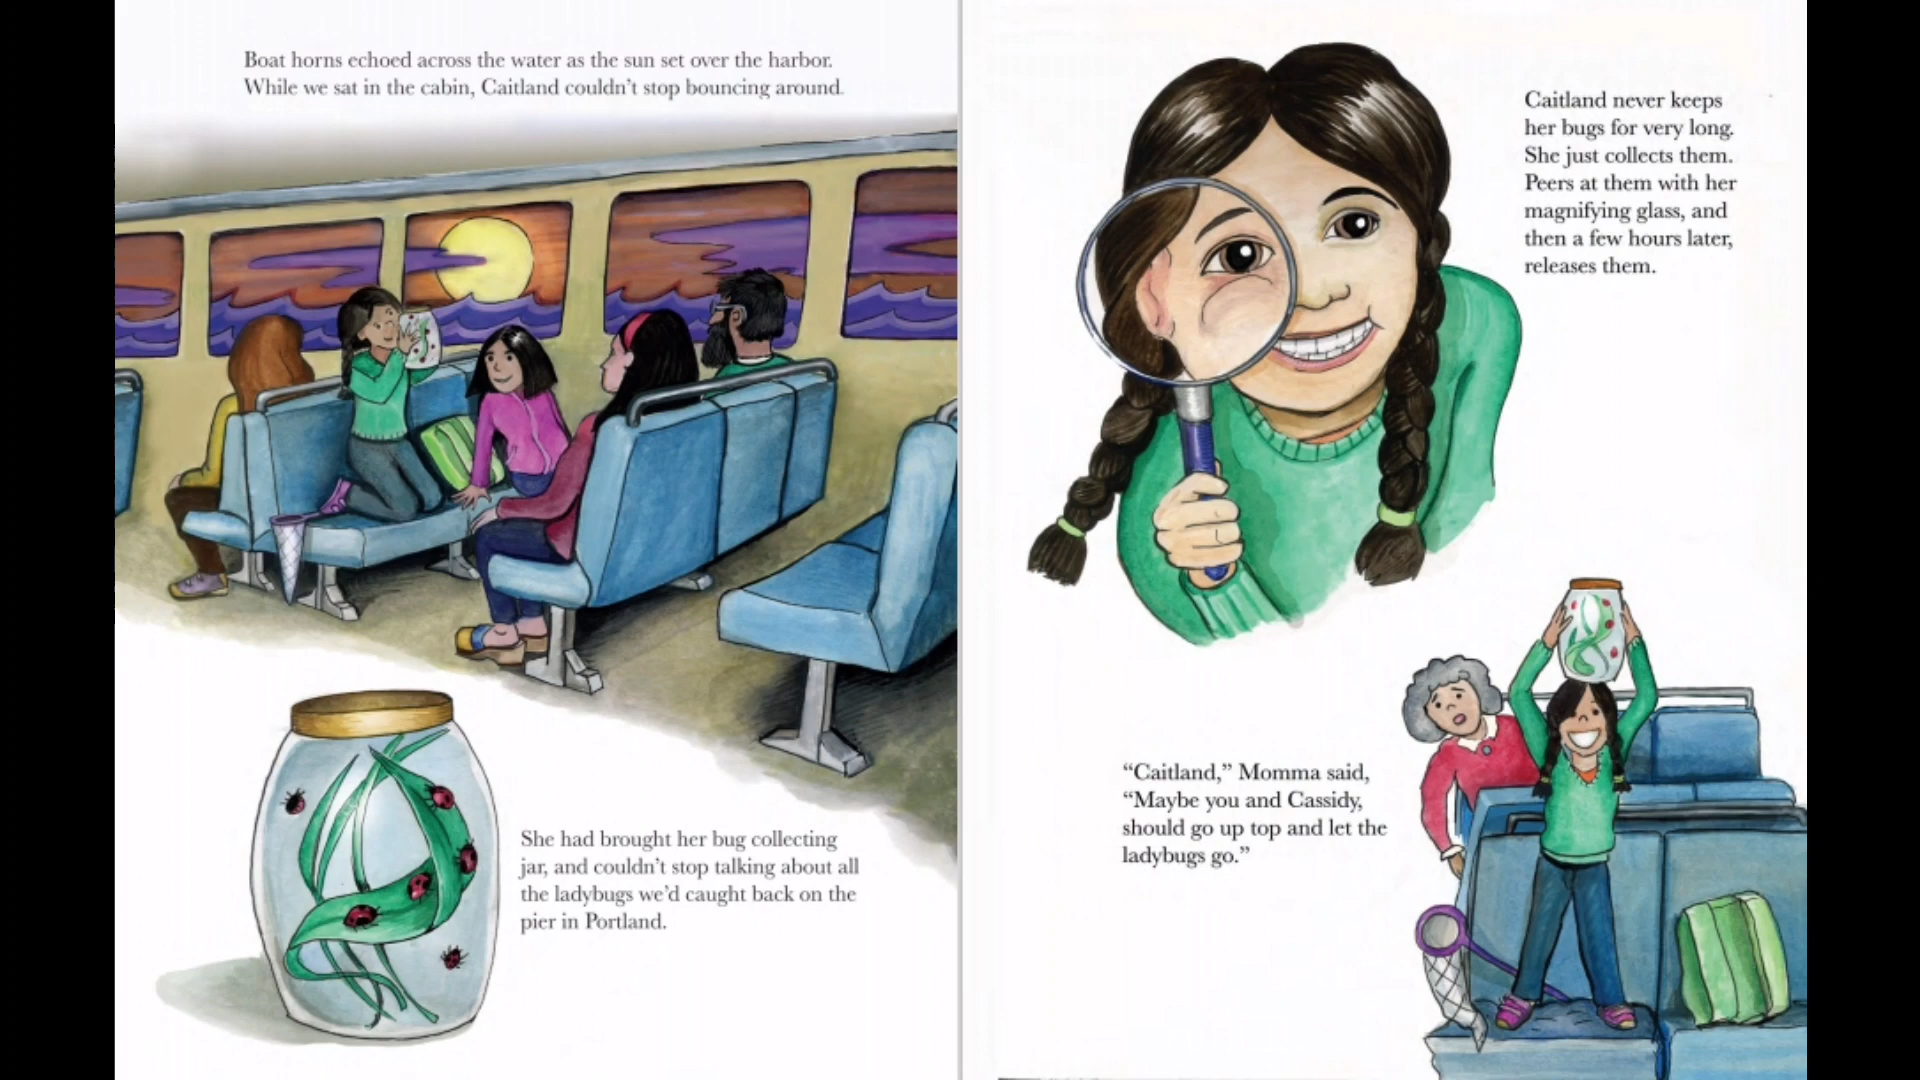 Boat horns echoed across the water as the sun set over the harbor.
While we sat in the cabin, Caitland couldn’t stop bouncing around.
She had brought her bug collecting
jar, and couldn’t stop talking about all
the ladybugs we’d caught back on the
pier in Portland.
Caitland never keeps
her bugs for very long.
She just collects them.
Peers at them with her
magnifying glass, and
then a few hours later,
releases them.
“Caitland,” Momma said,
“Maybe you and Cassidy,
should go up top and let the
ladybugs go.”